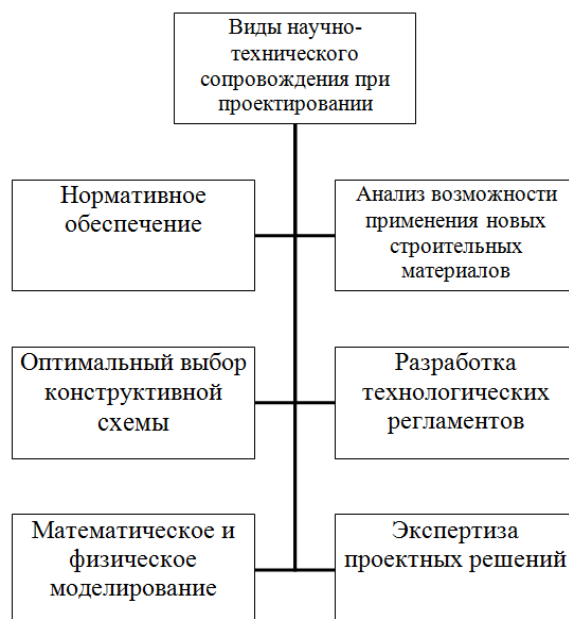 Виды научно-
технического
сопровождения при
проектировании
Нормативное
обеспечение
Анализ возможности
применения новых
строительных
материалов
Оптимальный выбор
конструктивной
схемы
Разработка
технологических
регламентов
Математическое и
физическое
моделирование
Экспертиза
проектных решений